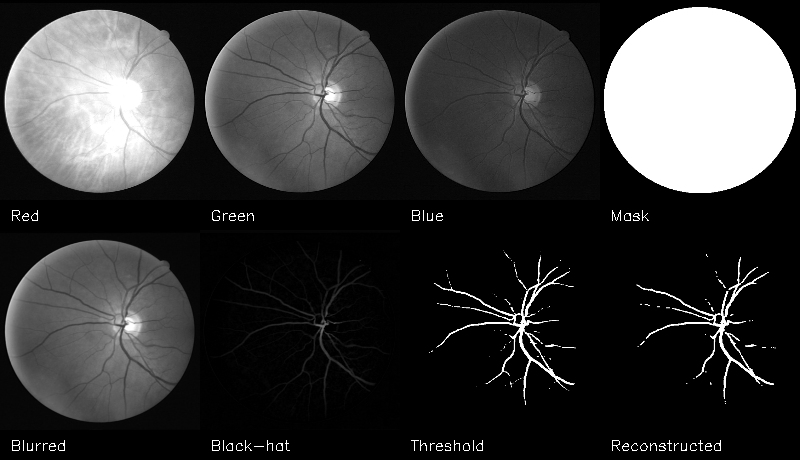 Red
Green
Blue
Mask
Blurred
Black-hat
Threshold
Reconstructed